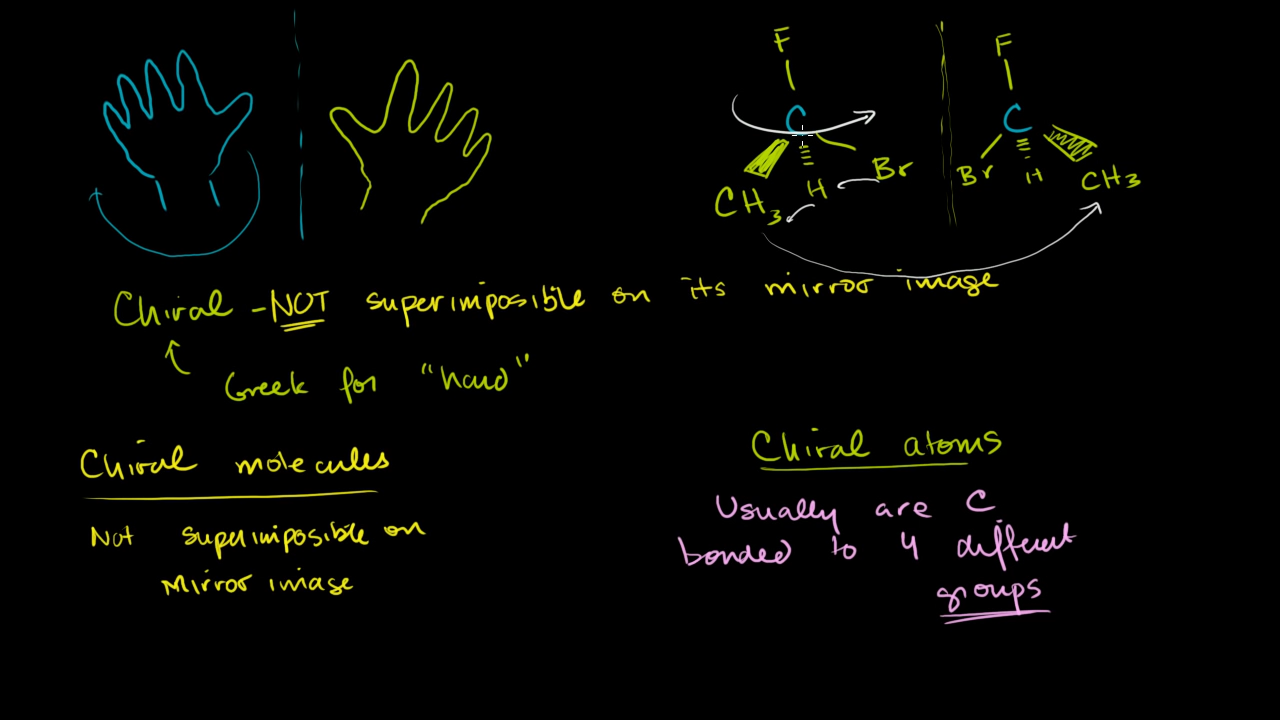 F
C
CH3
H
Br
F
C
Br
H
CH3
Chiral - NOT superimposible on its mirror image
Greek for "hand"
Chiral molecules
Not superimposible on
Mirror image
Chiral atoms
Usually are C
bonded to 4 different
groups